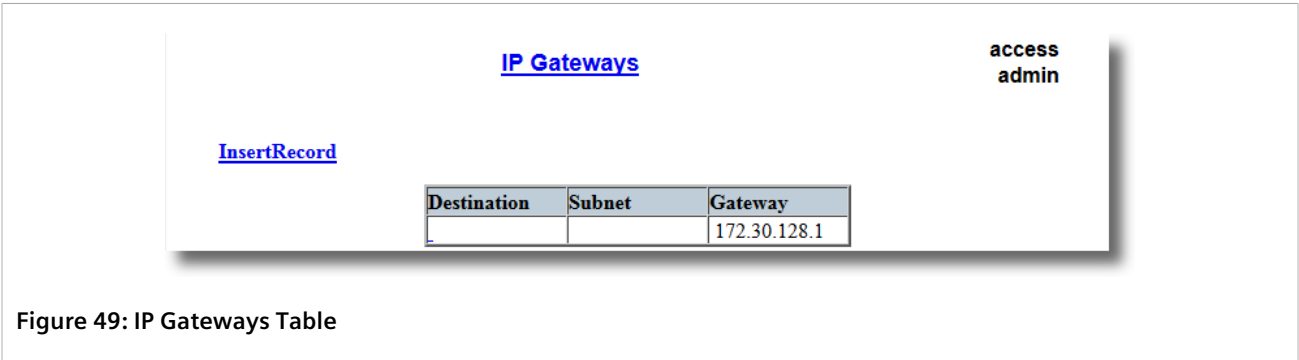 IP Gateways
access
admin
InsertRecord
Destination Subnet Gateway
172.30.128.1
Figure 49: IP Gateways Table